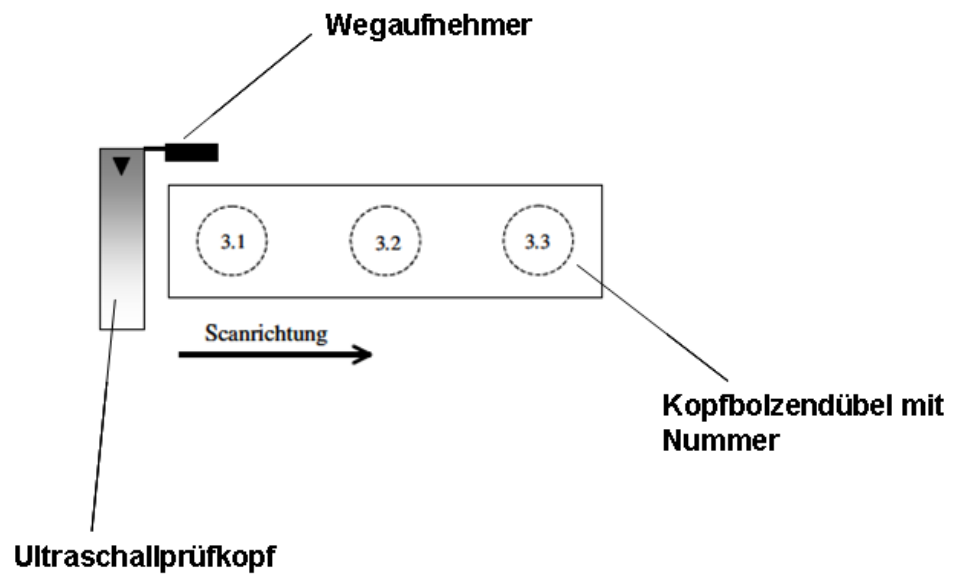 Wegaufnehmer
3.1
3.2
3.3
Scanrichtung
Kopfbolzendübel mit
Nummer
Ultraschallprüfkopf